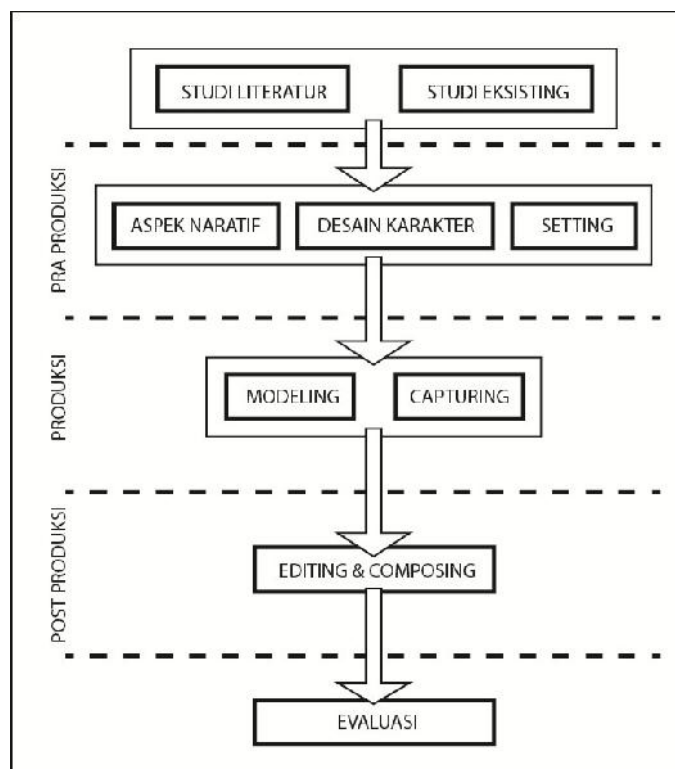 STUDI LITERATUR
STUDI EKSISTING
PRA PRODUKSI
ASPEK NARATIF
DESAIN KARAKTER
SETTING
PRODUKSI
MODELING
CAPTURING
POST PRODUKSI
EDITING & COMPOSING
EVALUASI